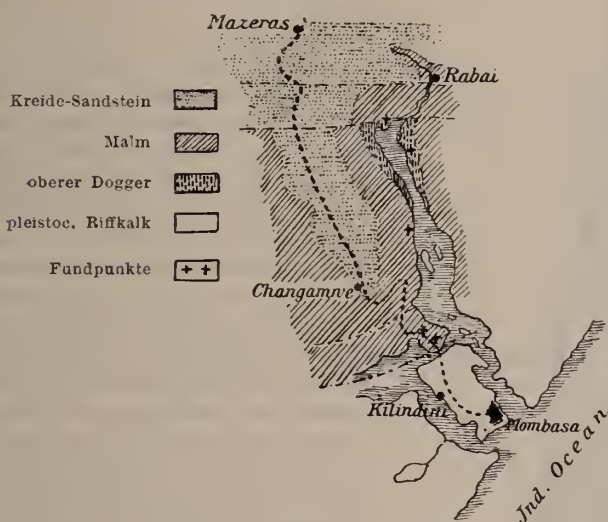 Mazeras
Rabai
Kreide-Sandstein
Malm
oberer Dogger
pleistoc. Riffkalk
Fundpunkte
Changamwe
Kilindini
Mombasa
Ind. Ocean